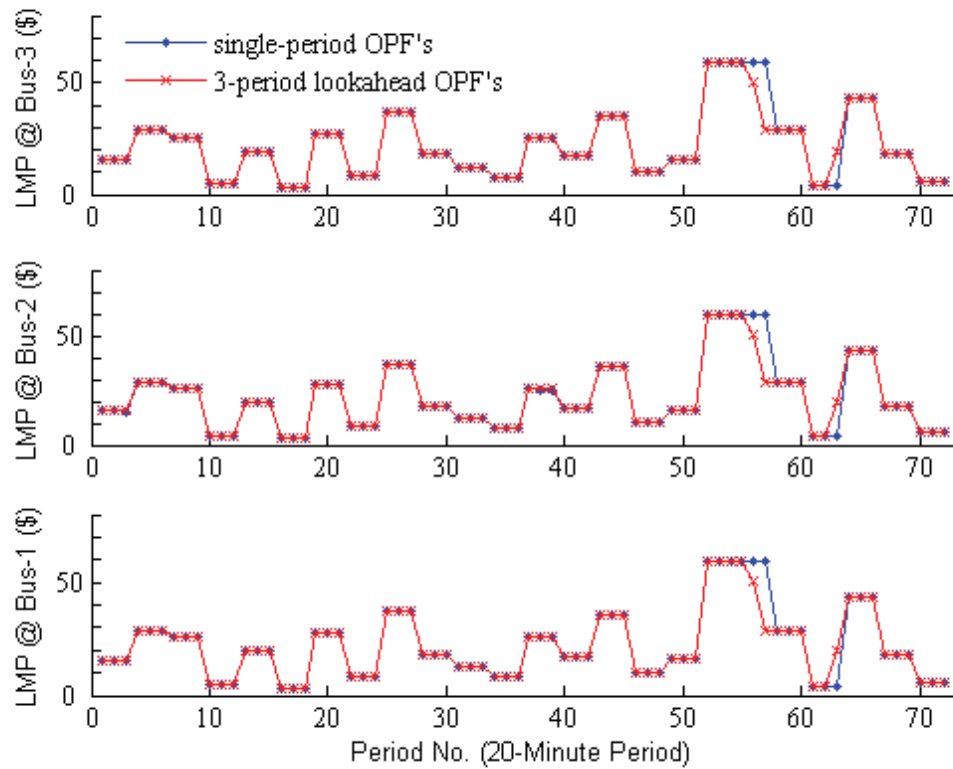 LMP @ Bus-3 ($)
single-period OPF's
3-period lookahead OPF's
50
0
0 10 20 30 40 50 60 70
LMP @ Bus-2 ($)
50
0
0 10 20 30 40 50 60 70
LMP @ Bus-1 ($)
50
0
0 10 20 30 40 50 60 70
Period No. (20-Minute Period)